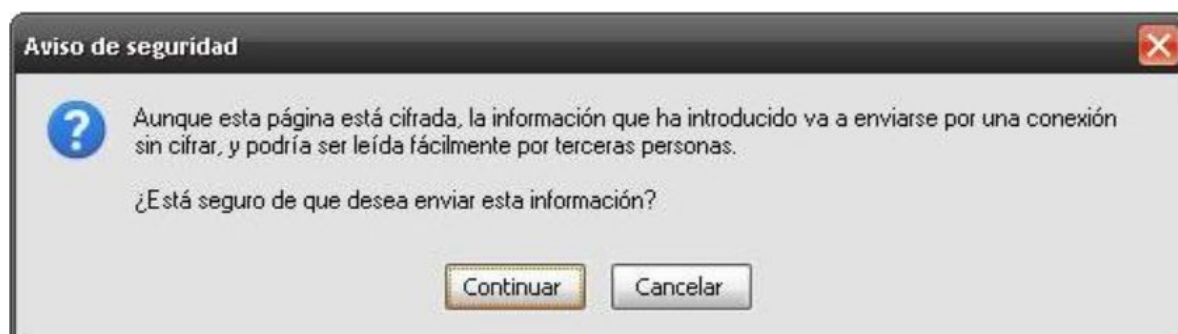 Aviso de seguridad
Aunque esta página está cifrada, la información que ha introducido va a enviarse por una conexión
sin cifrar, y podría ser leída fácilmente por terceras personas.
¿Está seguro de que desea enviar esta información?
Continuar Cancelar